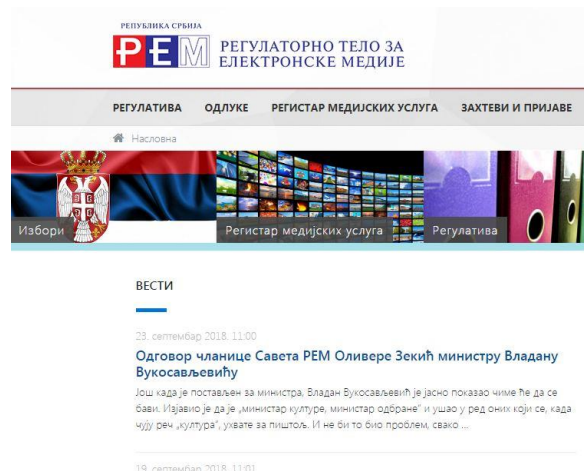 РЕПУБЛИКА СРБИЈА
РЕМ
РЕГУЛАТОРНО ТЕЛО ЗА
ЕЛЕКТРОНСКЕ МЕДИЈЕ
РЕГУЛАТИВА ОДЛУКЕ РЕГИСТАР МЕДИЈСКИХ УСЛУГА ЗАХТЕВИ И ПРИЈАВЕ
Насловна
Избори Регистар медијских услуга Регулатива
ВЕСТИ
23. септембар 2018, 11:00
Одговор чланице Савета РЕМ Оливере Зекић министру Владану
Вукосављевићу
Још када је постављен за министра, Владан Вукосављевић је јасно показао чиме ће да се
бави. Изјавио је да је „министар културе, министар одбране“ и ушао у ред оних који се, када
чују реч „култура“, ухвате за пиштољ. И не би то био проблем, свако ...
19. септембар 2018, 11:01